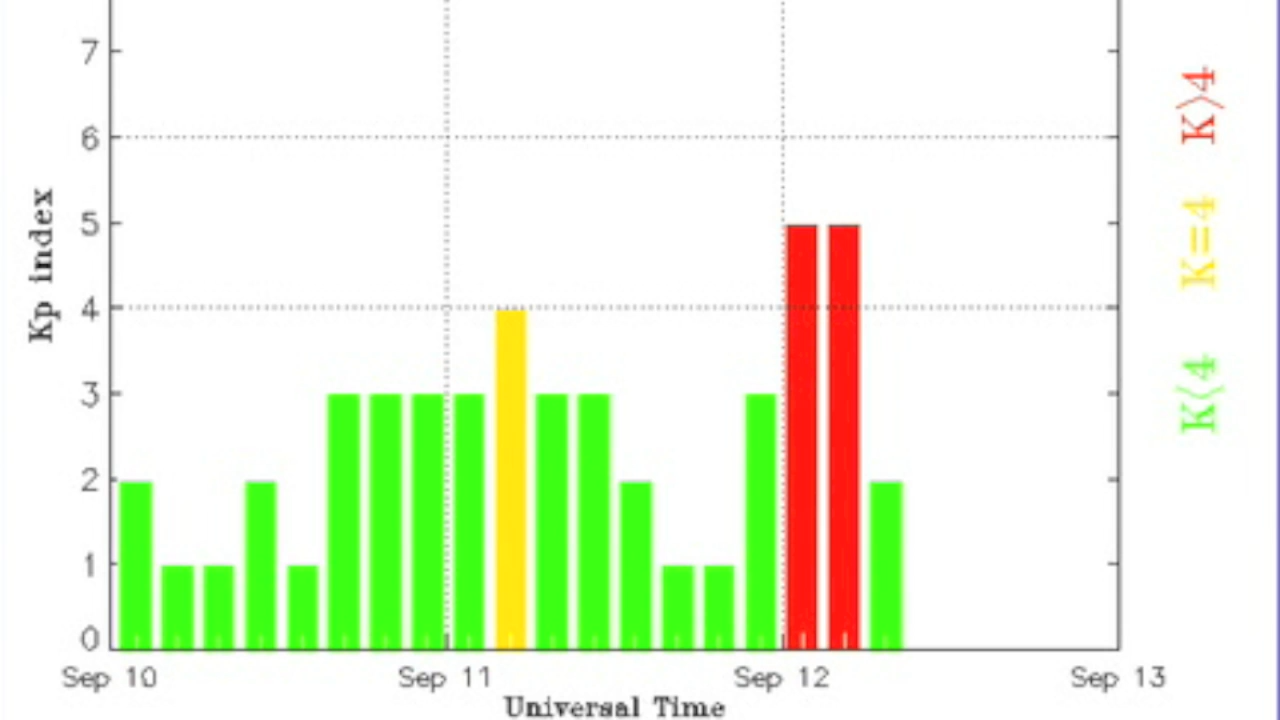 7
6
5
4
3
2
1
0
Kp index
Sep 10
Sep 11
Sep 12
Sep 13
Universal Time
K>4
K=4
K<4